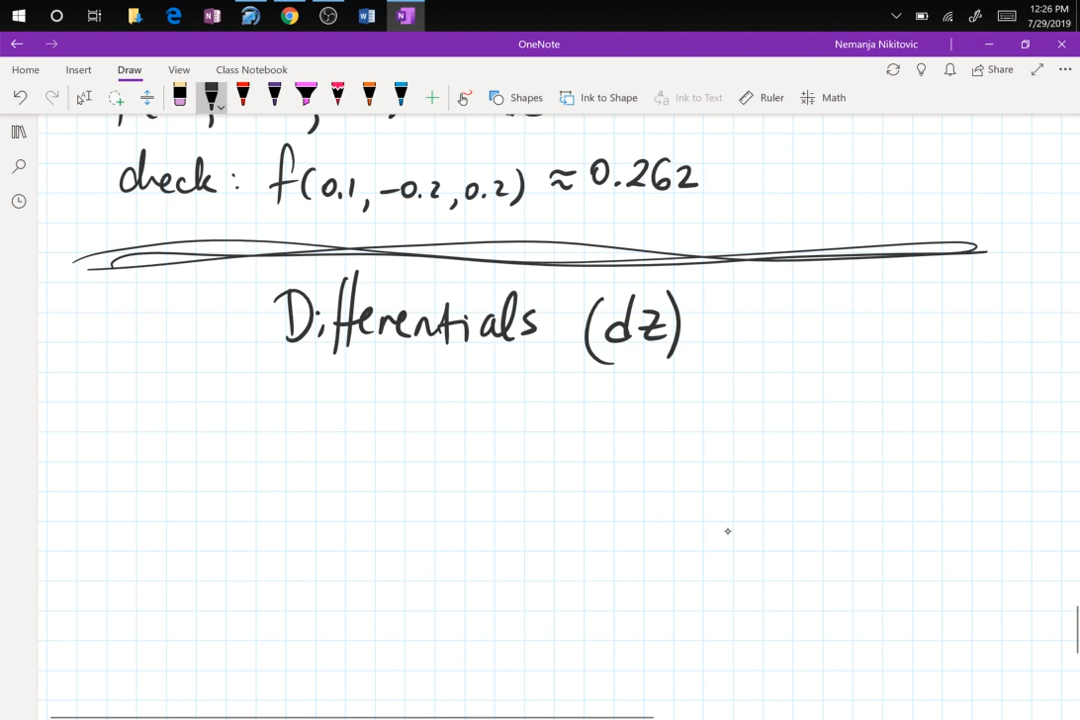 12:26 PM
7/29/2019
OneNote
Nemanja Nikitovic
Home Insert Draw View Class Notebook
Share
Shapes Ink to Shape Ink to Text Ruler Math
check: f(0.1, -0.2, 0.2) ≈ 0.262
Differentials (dz)